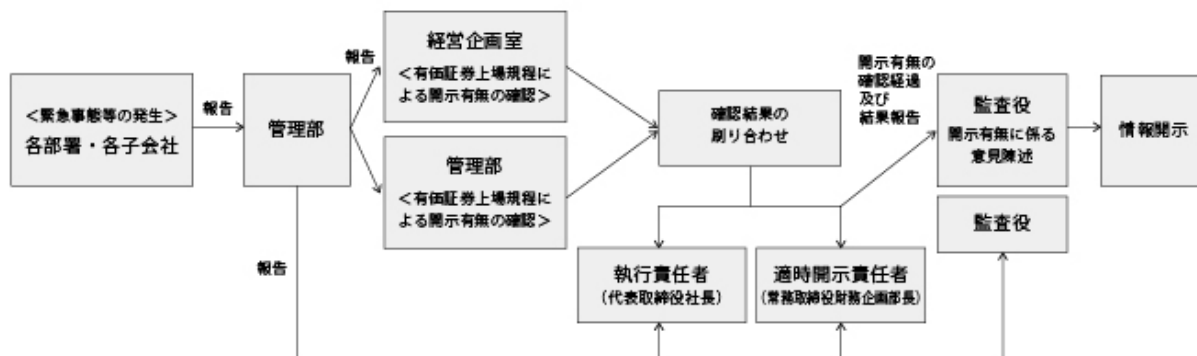 <緊急事態等の発生>
各部署・各子会社
報告
管理部
報告
経営企画室
<有価証券上場規程に
よる開示有無の確認>
管理部
<有価証券上場規程に
よる開示有無の確認>
確認結果の
刷り合わせ
開示有無の
確認経過
及び
結果報告
監査役
開示有無に係る
意見陳述
情報開示
監査役
報告
執行責任者
(代表取締役社長)
適時開示責任者
(常務取締役財務企画部長)